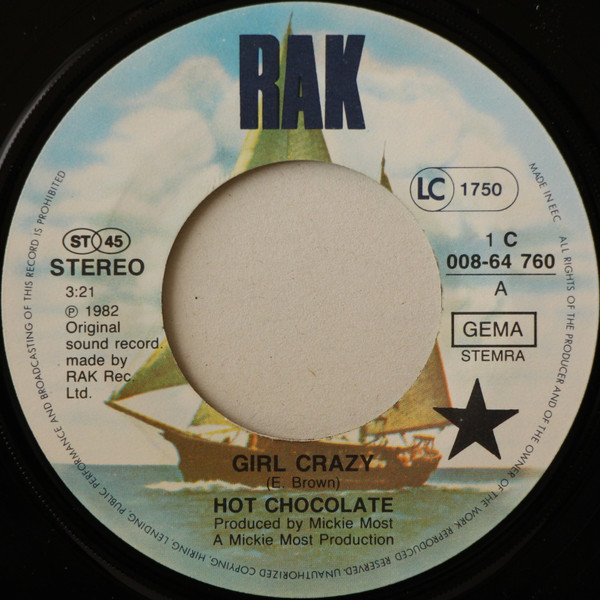 RAK
LC 1750
ST 45
STEREO
3:21
℗ 1982
Original
sound record.
made by
RAK Rec.
Ltd.
1 C
008-64 760
A
GEMA
STEMRA
GIRL CRAZY
(E. Brown)
HOT CHOCOLATE
Produced by Mickie Most
A Mickie Most Production
MADE IN EEC ALL RIGHTS OF THE PRODUCER AND OF THE OWNER OF THE WORK REPRODUCED RESERVED. UNAUTHORIZED COPYING, HIRING, LENDING, PUBLIC PERFORMANCE AND BROADCASTING OF THIS RECORD IS PROHIBITED